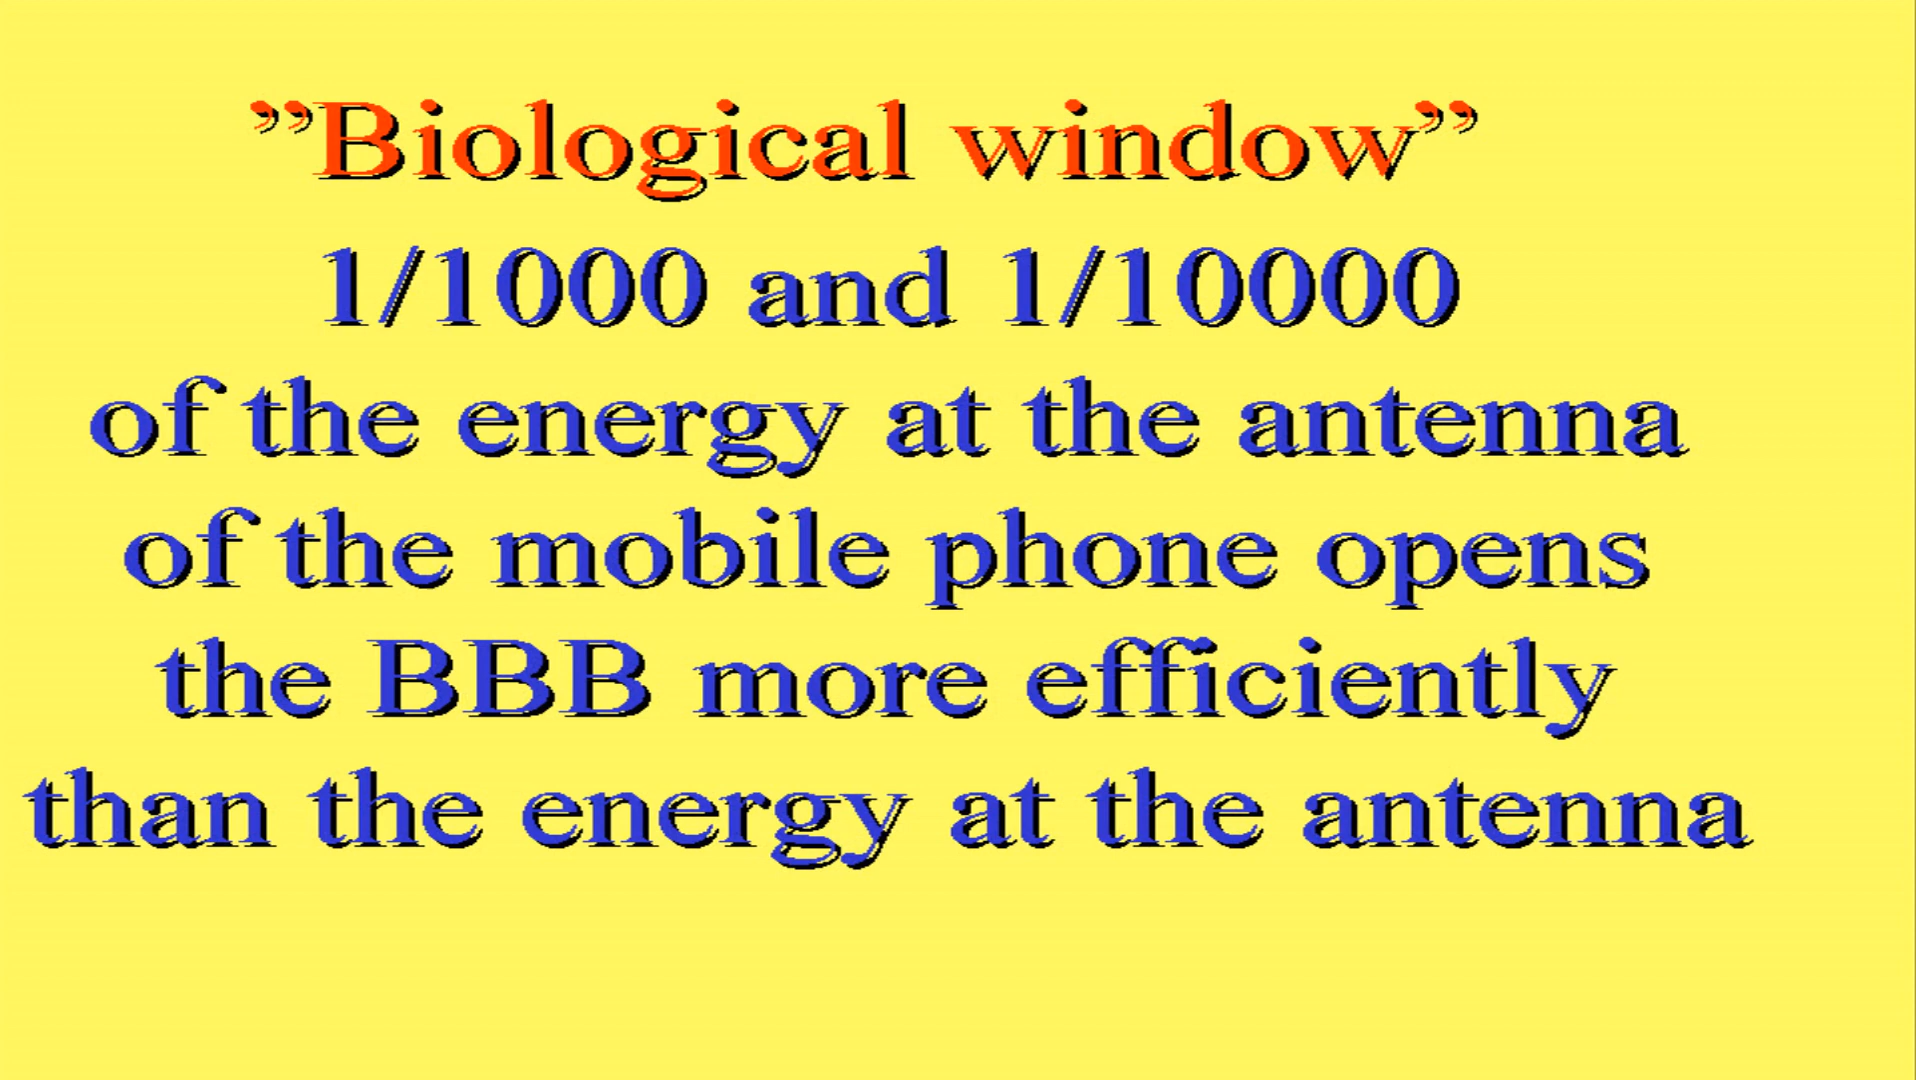 ”Biological window”
1/1000 and 1/10000
of the energy at the antenna
of the mobile phone opens
the BBB more efficiently
than the energy at the antenna